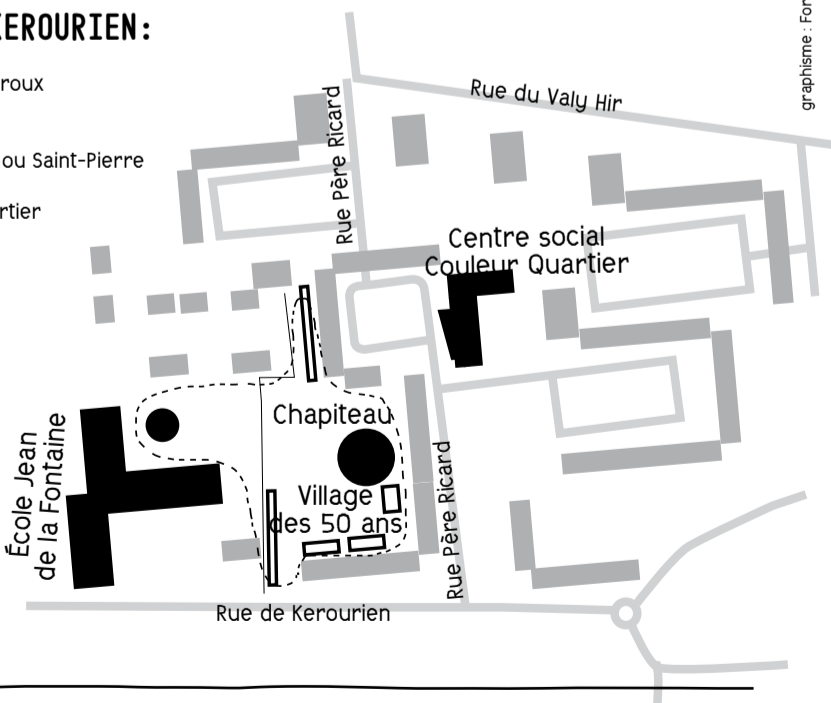 KEROURIEN:
roux
ou Saint-Pierre
rtier
graphisme : For
Rue du Valy Hir
Rue Père Ricard
Centre social
Couleur Quartier
Chapiteau
École Jean
de la Fontaine
Village
des 50 ans
Rue Père Ricard
Rue de Kerourien